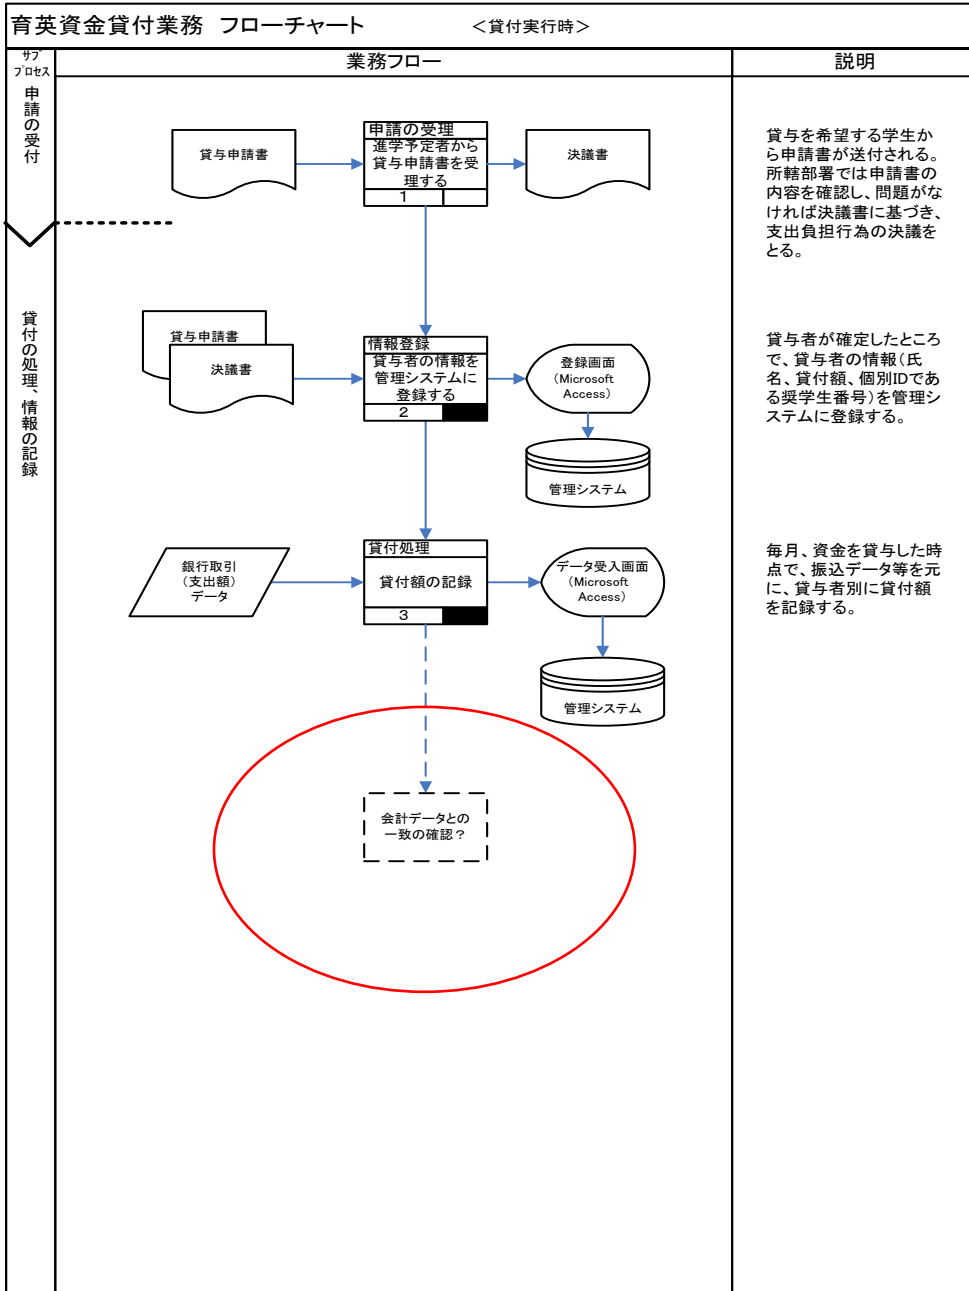 育英資金貸付業務 フローチャート
＜貸付実行時＞
サブ
プロセス
業務フロー
説明
申請の受付
貸与申請書
申請の受理
進学予定者から
貸与申請書を受
理する
1
決議書
貸与を希望する学生か
ら申請書が送付される。
所轄部署では申請書の
内容を確認し、問題がな
ければ決議書に基づき、
支出負担行為の決議を
とる。
貸付の処理、情報の記録
貸与申請書
決議書
情報登録
貸与者の情報を
管理システムに
登録する
2
登録画面
(Microsoft
Access)
管理システム
貸与者が確定したところ
で、貸与者の情報(氏
名、貸付額、個別IDであ
る奨学生番号)を管理シ
ステムに登録する。
銀行取引
(支出額)
データ
貸付処理
貸付額の記録
3
データ受入画面
(Microsoft
Access)
管理システム
毎月、資金を貸与した時
点で、振込データ等を元
に、貸与者別に貸付額
を記録する。
会計データとの
一致の確認？